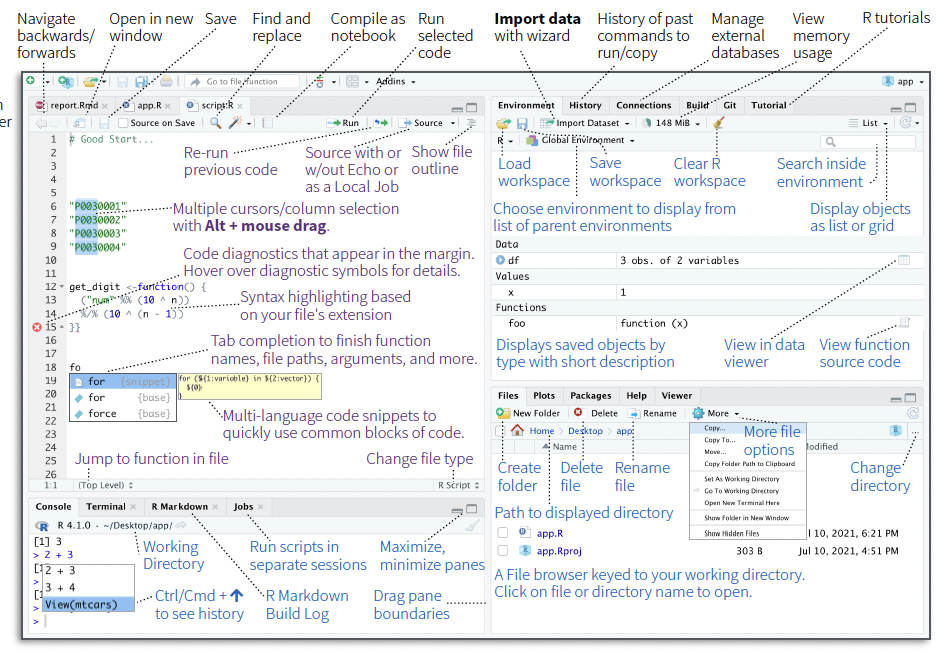 Navigate backwards/ forwards
Open in new window
Save
Find and replace
Compile as notebook
Run selected code
Import data with wizard
History of past commands to run/copy
Manage external databases
View memory usage
R tutorials
Go to file/function
Addins
app
report.Rmd
app.R
script.R
Source on Save
Run
Source
1 # Good Start...
2
3
4
5
6 "P0030001"
7 "P0030002"
8 "P0030003"
9 "P0030004"
10
11
12 get_digit <- function() {
13 ("num" %% (10 ^ n))
14 %/% (10 ^ (n - 1))
15 }}
16
17
18 fo
19
20
21
22
23
24
25
26
Re-run previous code
Source with or w/out Echo or as a Local Job
Show file outline
Multiple cursors/column selection
with Alt + mouse drag.
Code diagnostics that appear in the margin.
Hover over diagnostic symbols for details.
Syntax highlighting based
on your file's extension
Tab completion to finish function
names, file paths, arguments, and more.
for {snippet}
for {base}
force {base}
for (${1:variable} in ${2:vector}) {
${0}
}
Multi-language code snippets to
quickly use common blocks of code.
Jump to function in file
Change file type
1:1 (Top Level)
R Script
Environment History Connections Build Git Tutorial
Import Dataset
148 MiB
List
R
Global Environment
Load workspace
Save workspace
Clear R workspace
Search inside environment
Choose environment to display from
list of parent environments
Display objects as list or grid
Data
df 3 obs. of 2 variables
Values
x 1
Functions
foo function (x)
Displays saved objects by
type with short description
View in data viewer
View function source code
Files Plots Packages Help Viewer
New Folder Delete Rename More
Home Desktop app
...
Name
odified
Copy...
Copy To...
Move...
Copy Folder Path to Clipboard
Set As Working Directory
Go To Working Directory
Open New Terminal Here
Show Folder in New Window
Show Hidden Files
More file options
Create folder
Delete file
Rename file
Change directory
Path to displayed directory
app.R
l 10, 2021, 6:21 PM
app.Rproj 303 B Jul 10, 2021, 4:51 PM
A File browser keyed to your working directory.
Click on file or directory name to open.
Console Terminal R Markdown Jobs
R 4.1.0 · ~/Desktop/app/
[1] 3
> 2 + 3
[1
2 + 3
>
3 + 4
[1
View(mtcars)
>
>
Working Directory
Run scripts in separate sessions
Maximize, minimize panes
Ctrl/Cmd + ↑ to see history
R Markdown Build Log
Drag pane boundaries